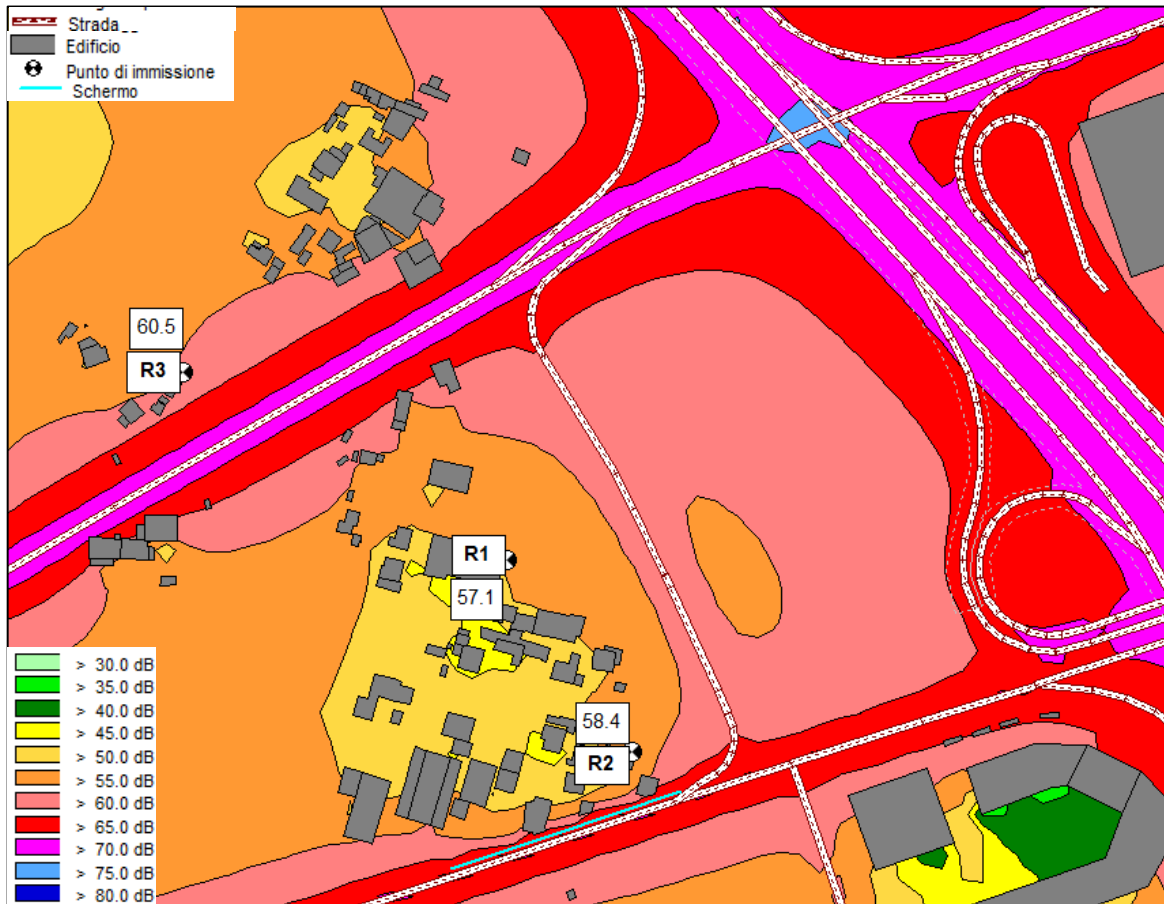 Strada
Edificio
Punto di immissione
Schermo
60.5
R3
R1
57.1
58.4
R2
> 30.0 dB
> 35.0 dB
> 40.0 dB
> 45.0 dB
> 50.0 dB
> 55.0 dB
> 60.0 dB
> 65.0 dB
> 70.0 dB
> 75.0 dB
> 80.0 dB